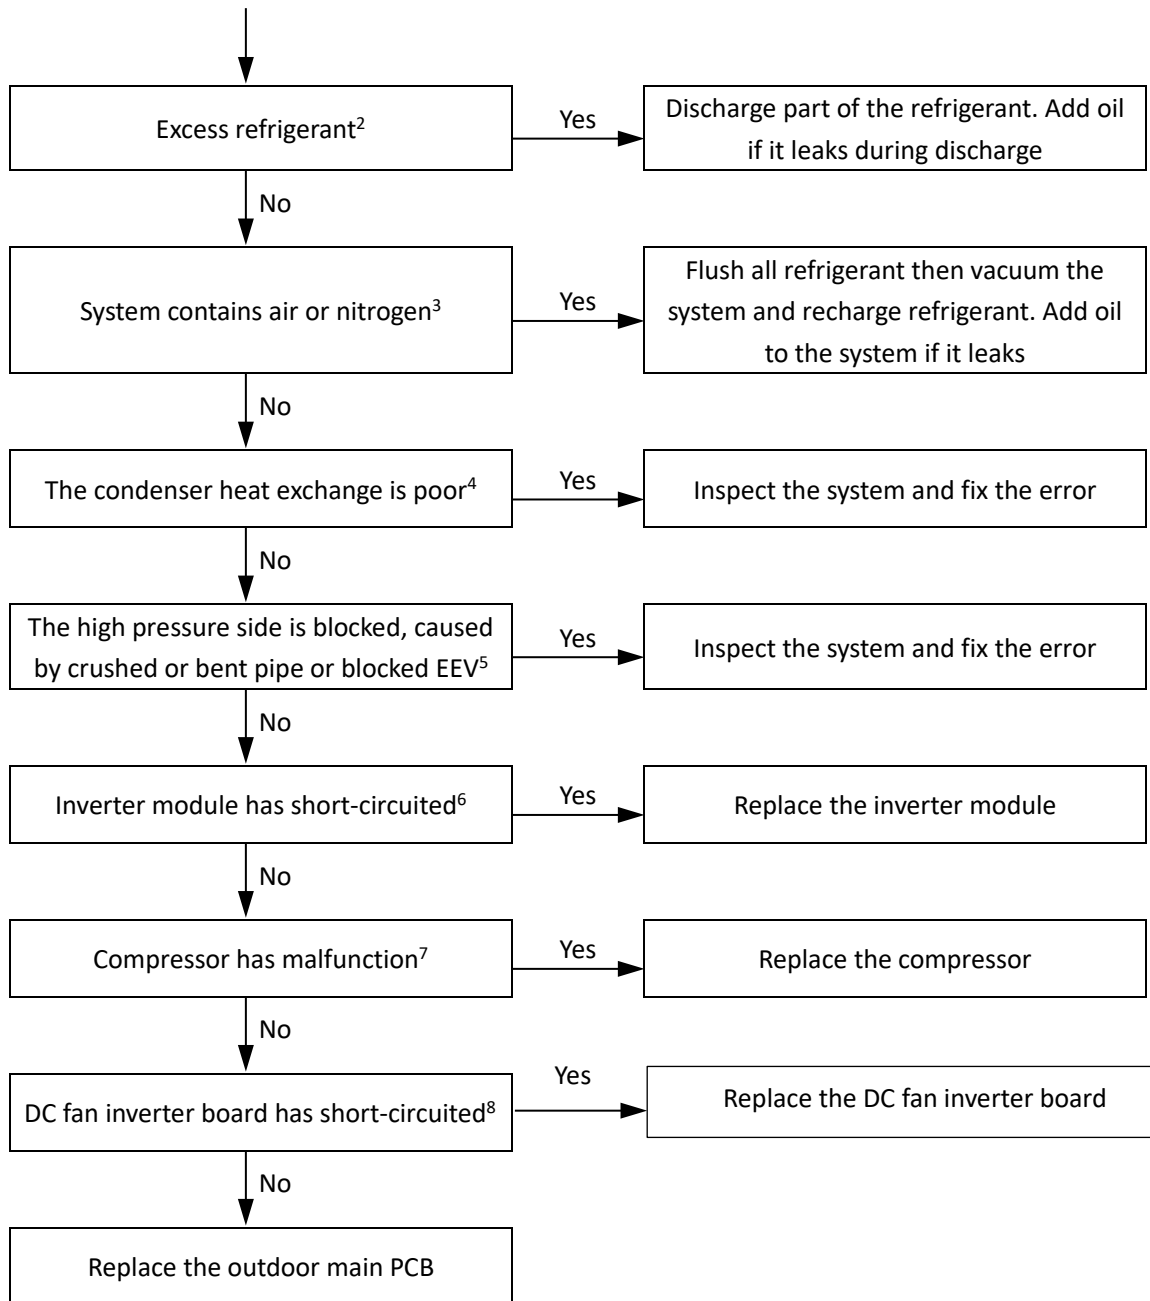 Excess refrigerant²
Yes
Discharge part of the refrigerant. Add oil
if it leaks during discharge
No
System contains air or nitrogen³
Yes
Flush all refrigerant then vacuum the
system and recharge refrigerant. Add oil
to the system if it leaks
No
The condenser heat exchange is poor⁴
Yes
Inspect the system and fix the error
No
The high pressure side is blocked, caused
by crushed or bent pipe or blocked EEV⁵
Yes
Inspect the system and fix the error
No
Inverter module has short-circuited⁶
Yes
Replace the inverter module
No
Compressor has malfunction⁷
Yes
Replace the compressor
No
DC fan inverter board has short-circuited⁸
Yes
Replace the DC fan inverter board
No
Replace the outdoor main PCB